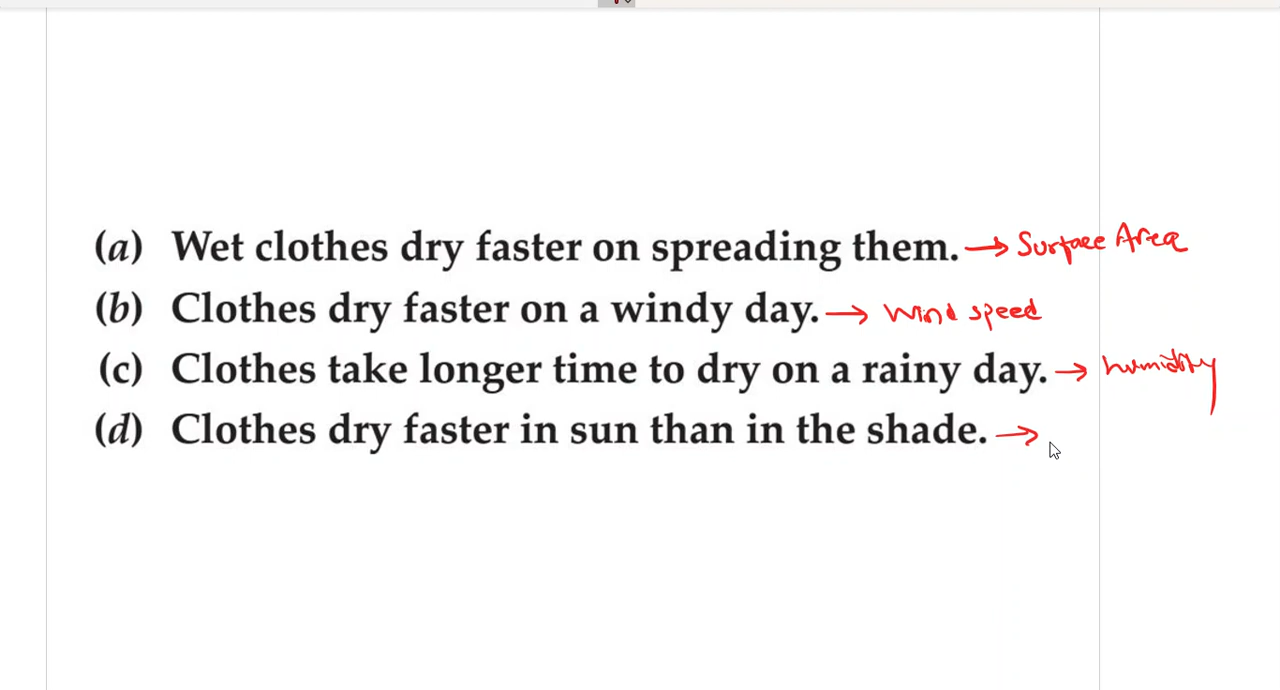 (a) Wet clothes dry faster on spreading them. → Surface Area
(b) Clothes dry faster on a windy day. → Wind speed
(c) Clothes take longer time to dry on a rainy day. → humidity
(d) Clothes dry faster in sun than in the shade. →